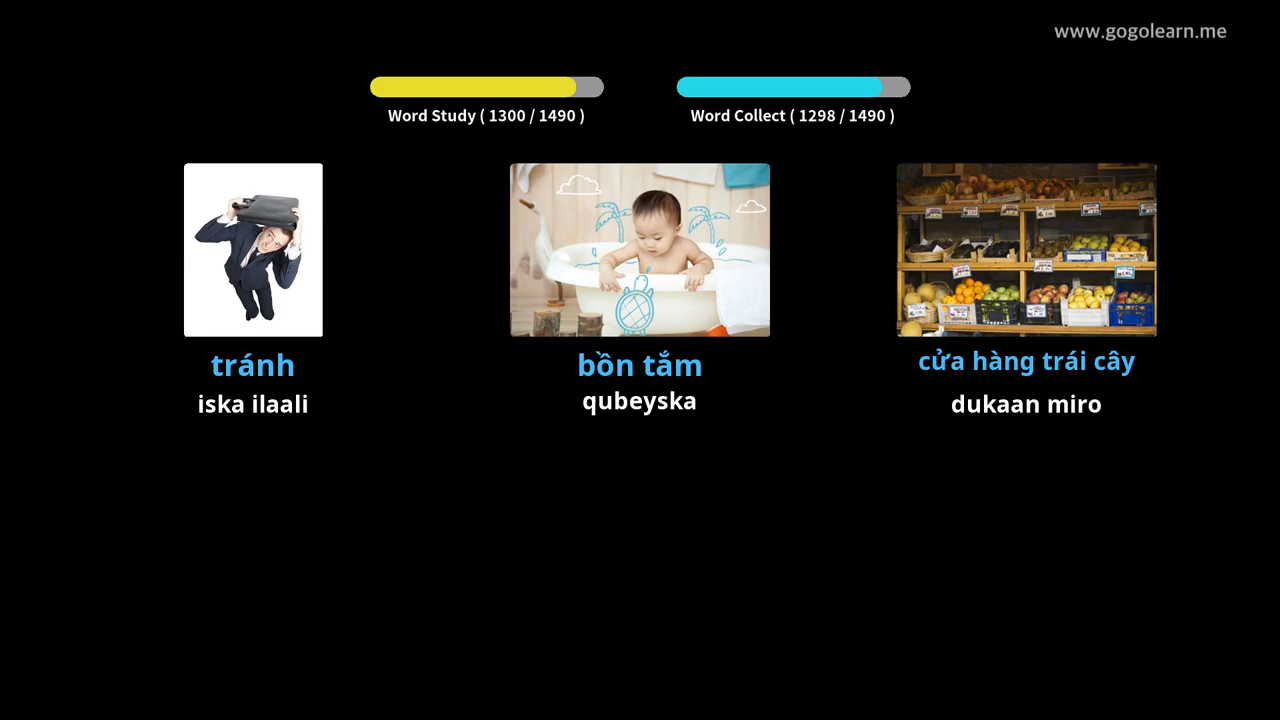 www.gogolearn.me
Word Study ( 1300 / 1490 )
Word Collect ( 1298 / 1490 )
tránh
iska ilaali
bồn tắm
qubeyska
cửa hàng trái cây
dukaan miro